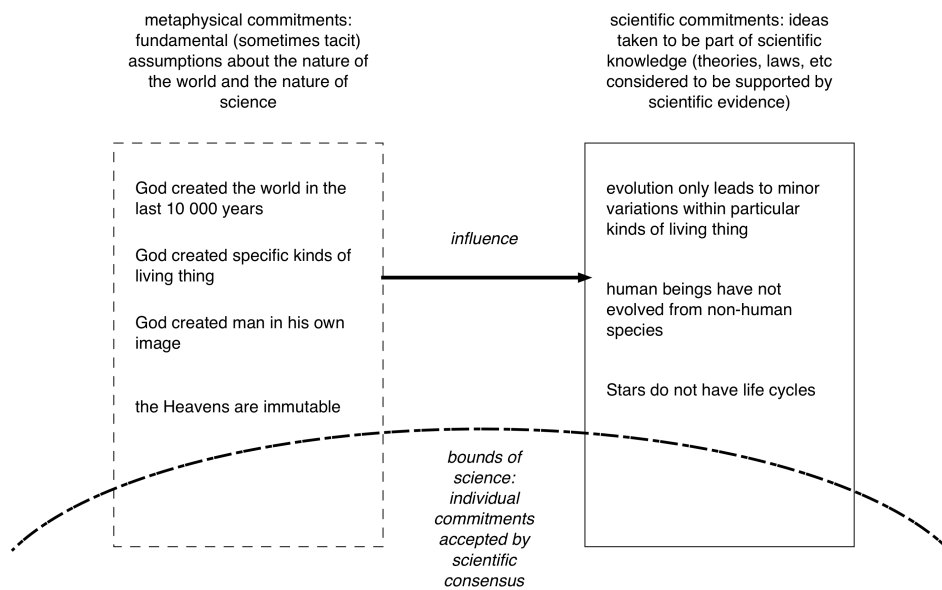 metaphysical commitments:
fundamental (sometimes tacit)
assumptions about the nature of
the world and the nature of
science
scientific commitments: ideas
taken to be part of scientific
knowledge (theories, laws, etc
considered to be supported by
scientific evidence)
God created the world in the
last 10 000 years
God created specific kinds of
living thing
God created man in his own
image
the Heavens are immutable
influence
evolution only leads to minor
variations within particular
kinds of living thing
human beings have not
evolved from non-human
species
Stars do not have life cycles
bounds of
science:
individual
commitments
accepted by
scientific
consensus